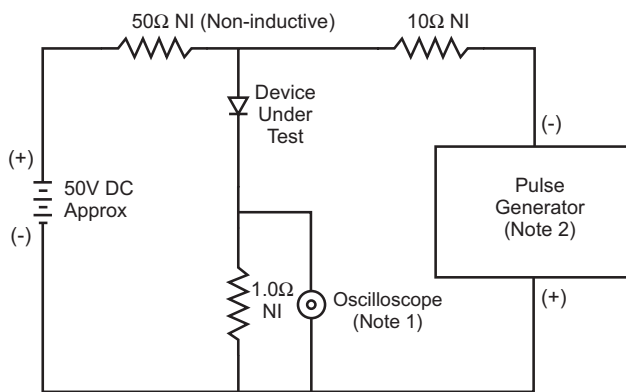 50Ω NI (Non-inductive)
10Ω NI
Device
Under
Test
(-)
(+)
50V DC
Approx
(-)
Pulse
Generator
(Note 2)
1.0Ω
NI
Oscilloscope
(Note 1)
(+)